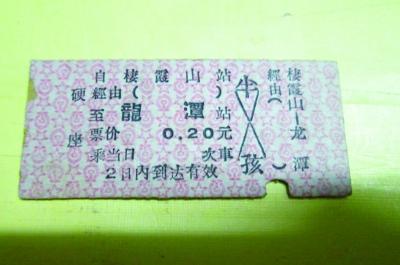 自棲霞山站
硬經由( )
至龍潭站
座票价0.20元
乘当日 次車
2日內到达有效
半孩
棲霞山—龙潭
經由( )